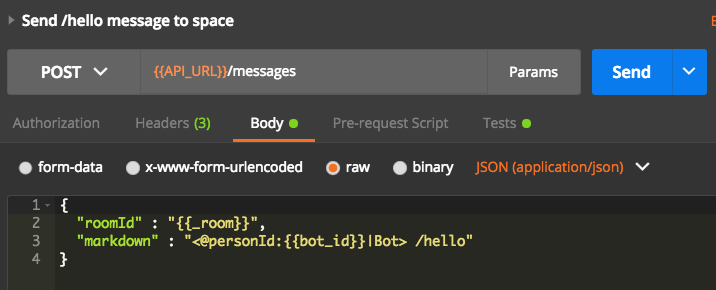 Send /hello message to space
POST {{API_URL}}/messages Params Send
Authorization Headers (3) Body Pre-request Script Tests
form-data x-www-form-urlencoded raw binary JSON (application/json)
1 {
2 "roomId" : "{{_room}}",
3 "markdown" : "<@personId:{{bot_id}}|Bot> /hello"
4 }